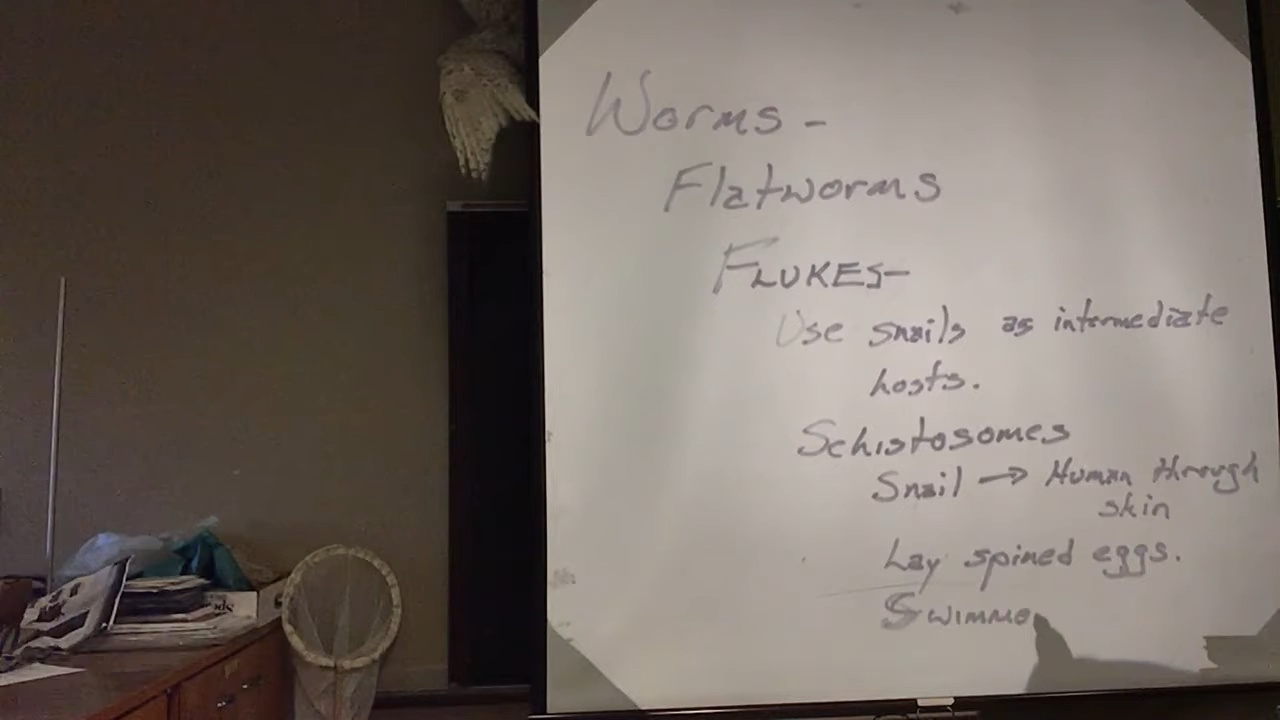 Worms -
Flatworms
FLUKES-
Use snails as intermediate
hosts.
Schistosomes
Snail → Human through
skin
Lay spined eggs.
Swimme